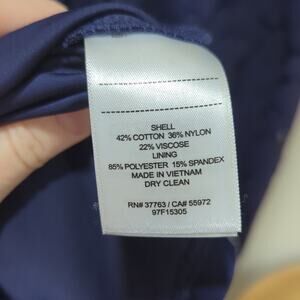 SHELL
42% COTTON 36% NYLON
22% VISCOSE
LINING
85% POLYESTER 15% SPANDEX
MADE IN VIETNAM
DRY CLEAN
RN# 37763 / CA# 55972
97F15305